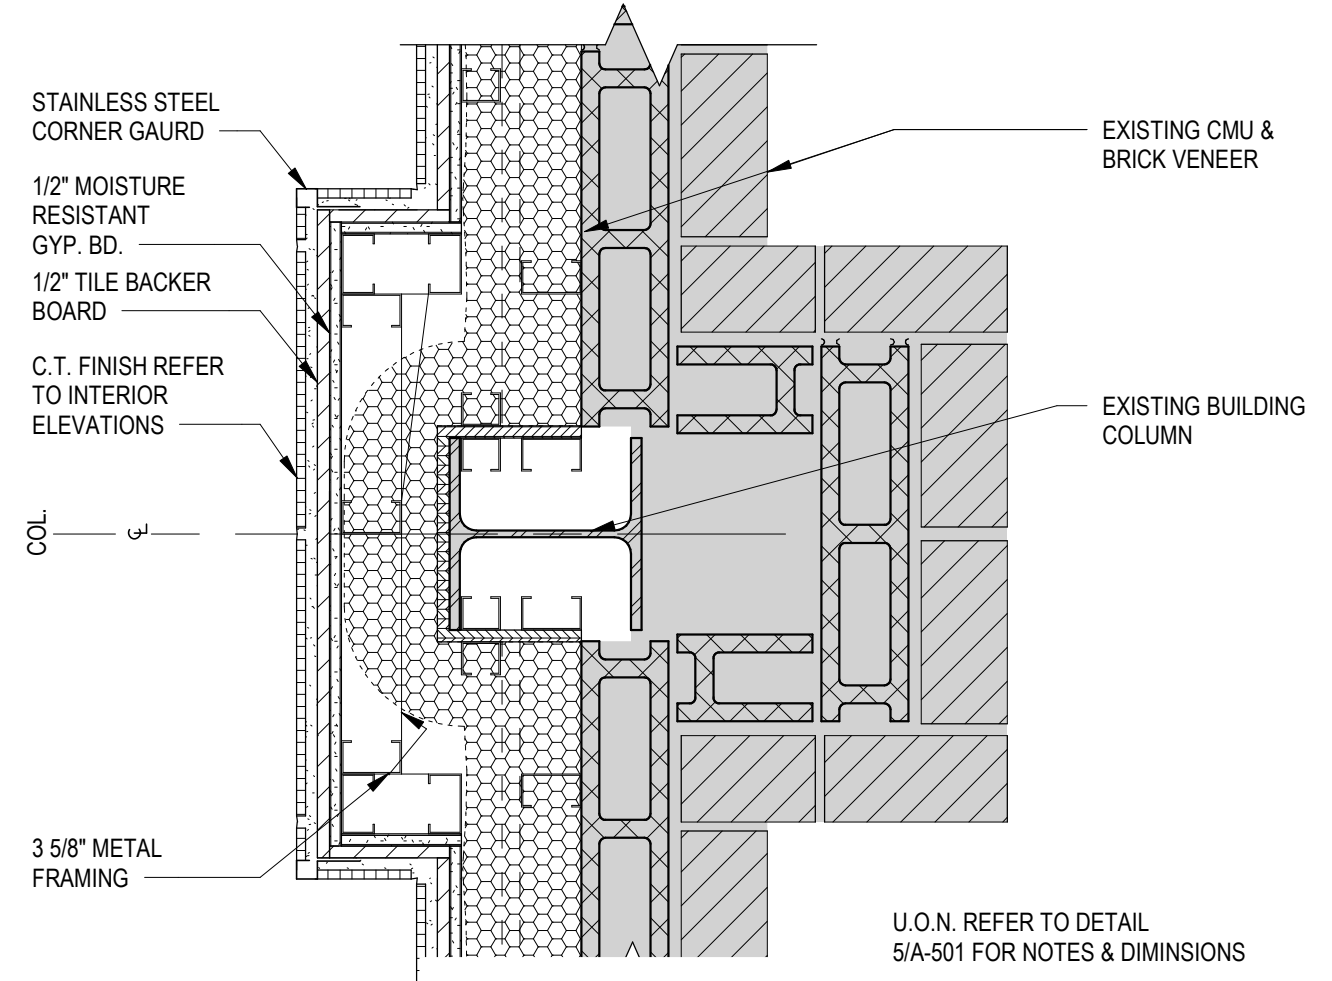 STAINLESS STEEL
CORNER GAURD
1/2" MOISTURE
RESISTANT
GYP. BD.
1/2" TILE BACKER
BOARD
C.T. FINISH REFER
TO INTERIOR
ELEVATIONS
COL.
℄
3 5/8" METAL
FRAMING
EXISTING CMU &
BRICK VENEER
EXISTING BUILDING
COLUMN
U.O.N. REFER TO DETAIL
5/A-501 FOR NOTES & DIMINSIONS